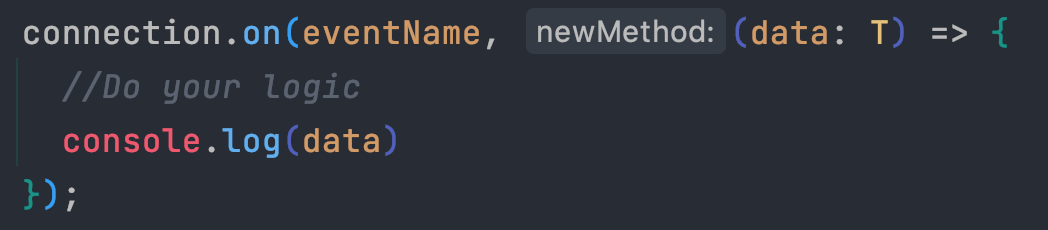 connection.on(eventName, newMethod: (data: T) => {
//Do your logic
console.log(data)
});